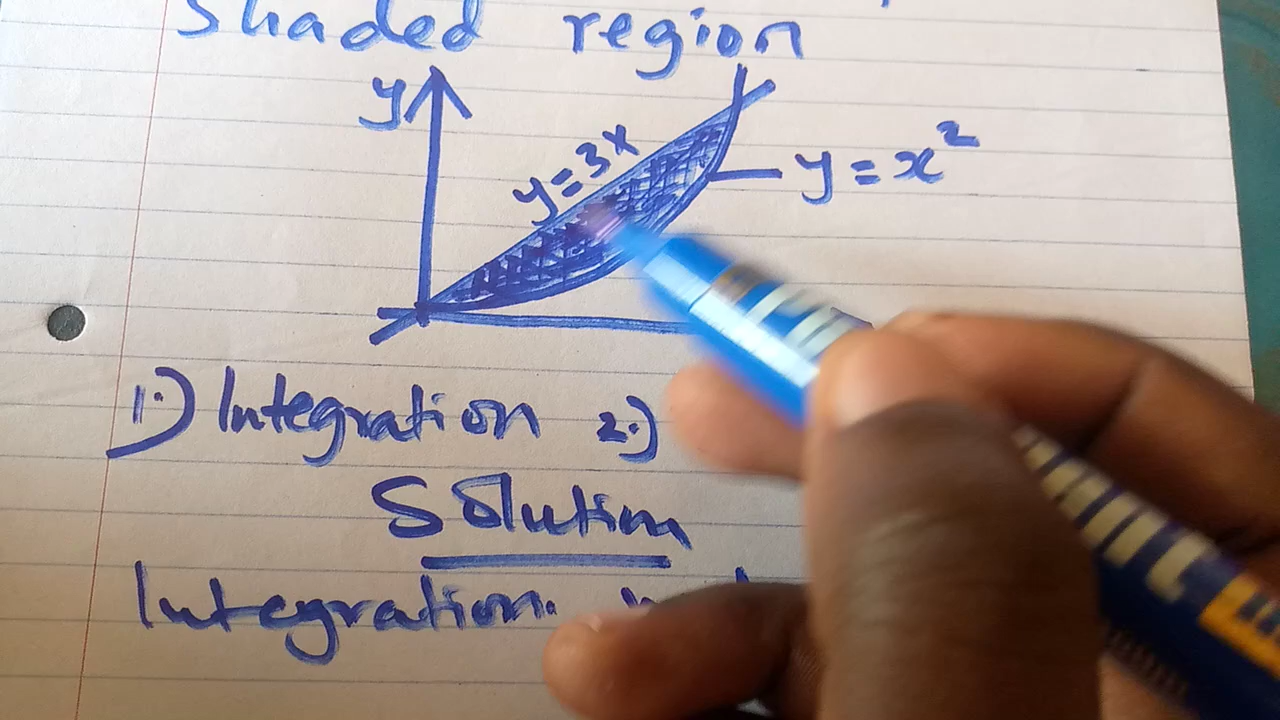 Shaded region
y
y=3x
y = x²
1.) Integration 2.)
Solution
Integration.